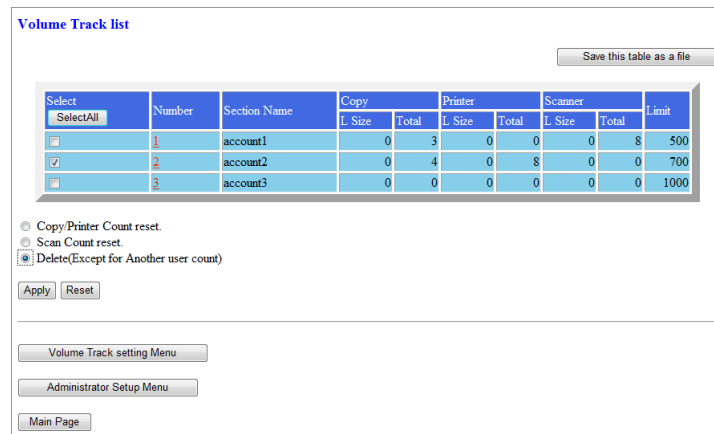 Volume Track list
Save this table as a file
Select Number Section Name Copy Printer Scanner Limit
SelectAll L Size Total L Size Total L Size Total
1 account1 0 3 0 0 0 8 500
2 account2 0 4 0 8 0 0 700
3 account3 0 0 0 0 0 0 1000
Copy/Printer Count reset.
Scan Count reset.
Delete(Except for Another user count)
Apply Reset
Volume Track setting Menu
Administrator Setup Menu
Main Page